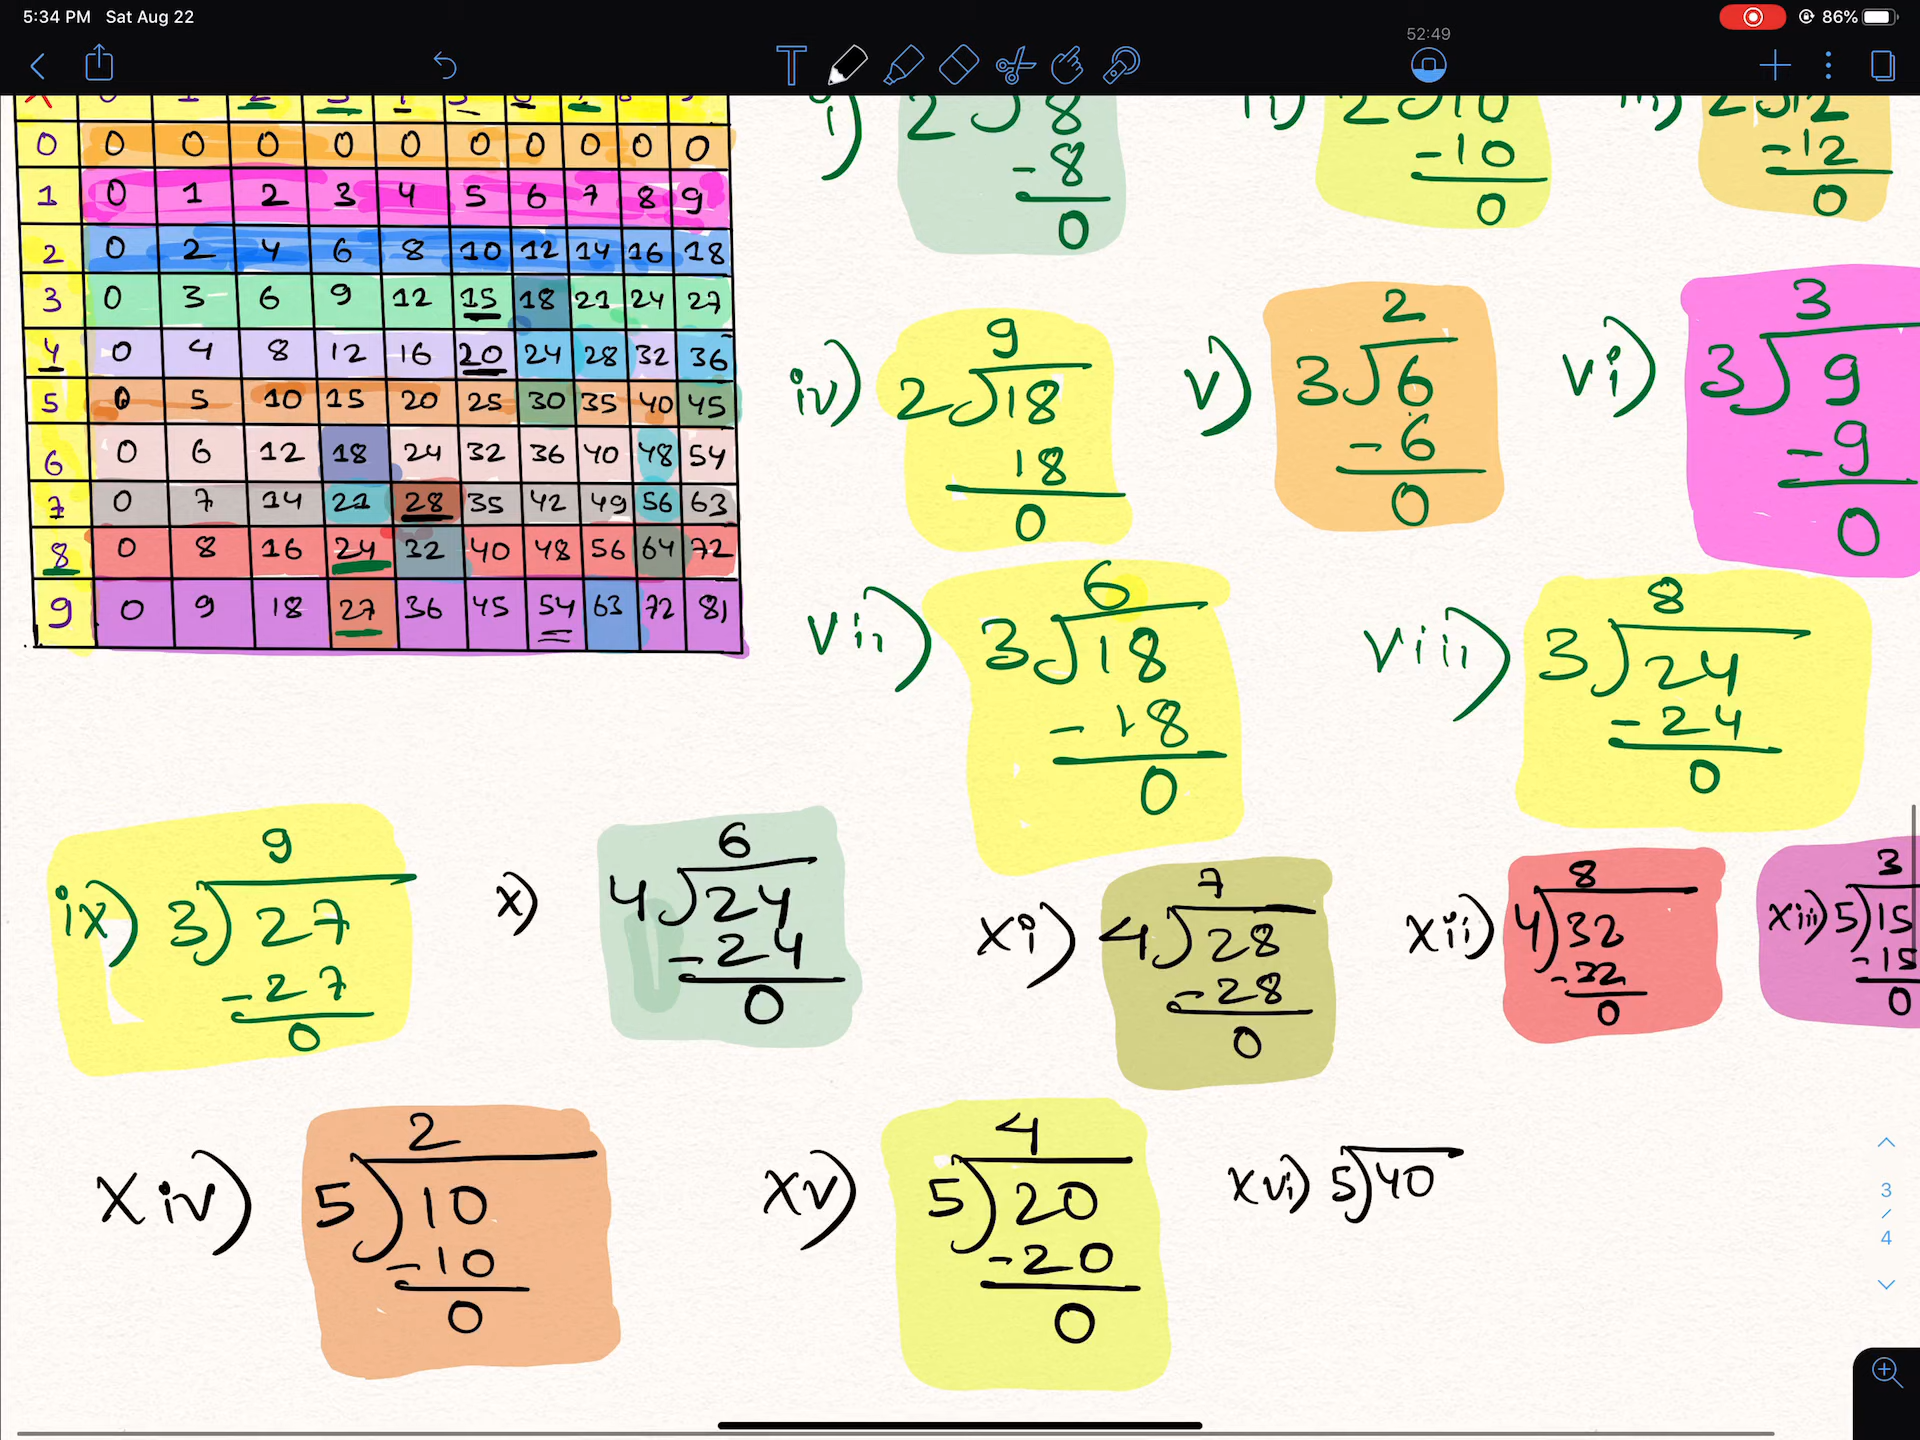 5:34 PM Sat Aug 22
86%
52:49
T
0 0 0 0 0 0 0 0 0 0 0
1 0 1 2 3 4 5 6 7 8 9
2 0 2 4 6 8 10 12 14 16 18
3 0 3 6 9 12 15 18 21 24 27
4 0 4 8 12 16 20 24 28 32 36
5 0 5 10 15 20 25 30 35 40 45
6 0 6 12 18 24 32 36 40 48 54
7 0 7 14 21 28 35 42 49 56 63
8 0 8 16 24 32 40 48 56 64 72
9 0 9 18 27 36 45 54 63 72 81
i) 2)8
-8
0
ii) 2)10
-10
0
iii) 2)12
-12
0
9
iv) 2)18
18
0
2
v) 3)6
-6
0
3
vi) 3)9
-9
0
6
vii) 3)18
-18
0
8
viii) 3)24
-24
0
9
ix) 3)27
-27
0
6
x) 4)24
-24
0
7
xi) 4)28
-28
0
8
xii) 4)32
-32
0
3
xiii) 5)15
-15
0
2
xiv) 5)10
-10
0
4
xv) 5)20
-20
0
xvi) 5)40
3
/
4